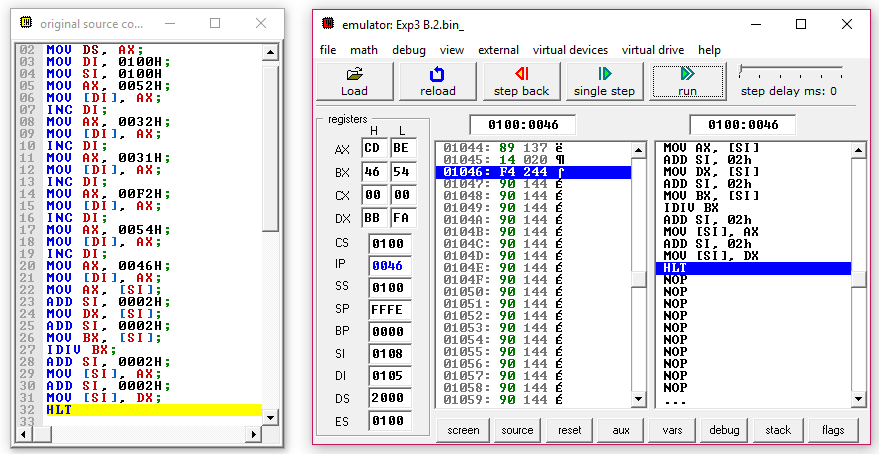 original source co...
02 MOV DS, AX;
03 MOV DI, 0100H;
04 MOV SI, 0100H
05 MOV AX, 0052H;
06 MOV [DI], AX;
07 INC DI;
08 MOV AX, 0032H;
09 MOV [DI], AX;
10 INC DI;
11 MOV AX, 0031H;
12 MOV [DI], AX;
13 INC DI;
14 MOV AX, 00F2H;
15 MOV [DI], AX;
16 INC DI;
17 MOV AX, 0054H;
18 MOV [DI], AX;
19 INC DI;
20 MOV AX, 0046H;
21 MOV [DI], AX;
22 MOV AX, [SI];
23 ADD SI, 0002H;
24 MOV DX, [SI];
25 ADD SI, 0002H;
26 MOV BX, [SI];
27 IDIV BX;
28 ADD SI, 0002H;
29 MOV [SI], AX;
30 ADD SI, 0002H;
31 MOV [SI], DX;
32 HLT
33
emulator: Exp3 B.2.bin_
file math debug view external virtual devices virtual drive help
Load reload step back single step run step delay ms: 0
registers
H L
AX CD BE
BX 46 54
CX 00 00
DX BB FA
CS 0100
IP 0046
SS 0100
SP FFFE
BP 0000
SI 0108
DI 0105
DS 2000
ES 0100
0100:0046
01044: 89 137 ë
01045: 14 020 ¶
01046: F4 244 ⌠
01047: 90 144 É
01048: 90 144 É
01049: 90 144 É
0104A: 90 144 É
0104B: 90 144 É
0104C: 90 144 É
0104D: 90 144 É
0104E: 90 144 É
0104F: 90 144 É
01050: 90 144 É
01051: 90 144 É
01052: 90 144 É
01053: 90 144 É
01054: 90 144 É
01055: 90 144 É
01056: 90 144 É
01057: 90 144 É
01058: 90 144 É
01059: 90 144 É
0100:0046
MOV AX, [SI]
ADD SI, 02h
MOV DX, [SI]
ADD SI, 02h
MOV BX, [SI]
IDIV BX
ADD SI, 02h
MOV [SI], AX
ADD SI, 02h
MOV [SI], DX
HLT
NOP
NOP
NOP
NOP
NOP
NOP
NOP
NOP
NOP
NOP
...
screen source reset aux vars debug stack flags